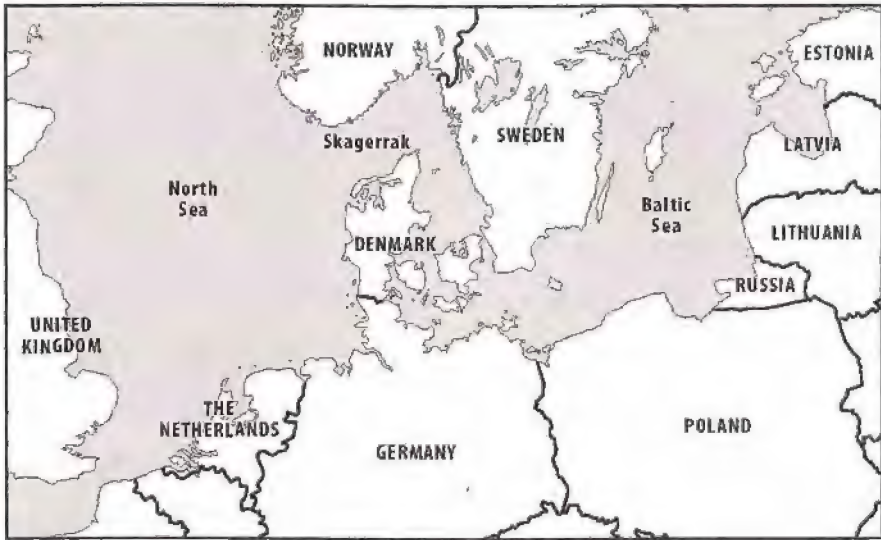 NORWAY
ESTONIA
Skagerrak
SWEDEN
LATVIA
North
Sea
Baltic
Sea
DENMARK
LITHUANIA
RUSSIA
UNITED
KINGDOM
THE
NETHERLANDS
POLAND
GERMANY